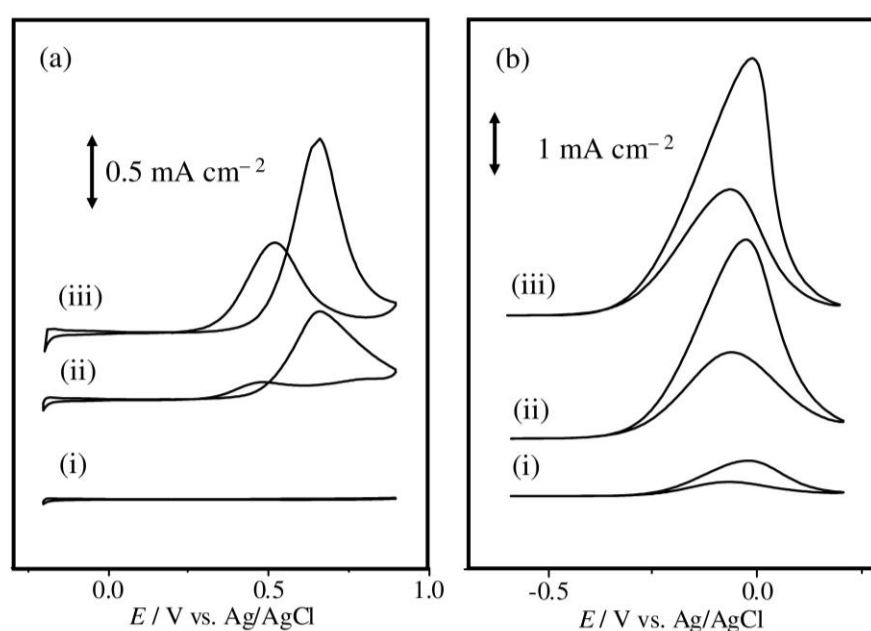 (a)
0.5 mA cm⁻²
(iii)
(ii)
(i)
0.0 0.5 1.0
E / V vs. Ag/AgCl
(b)
1 mA cm⁻²
(iii)
(ii)
(i)
-0.5 0.0
E / V vs. Ag/AgCl